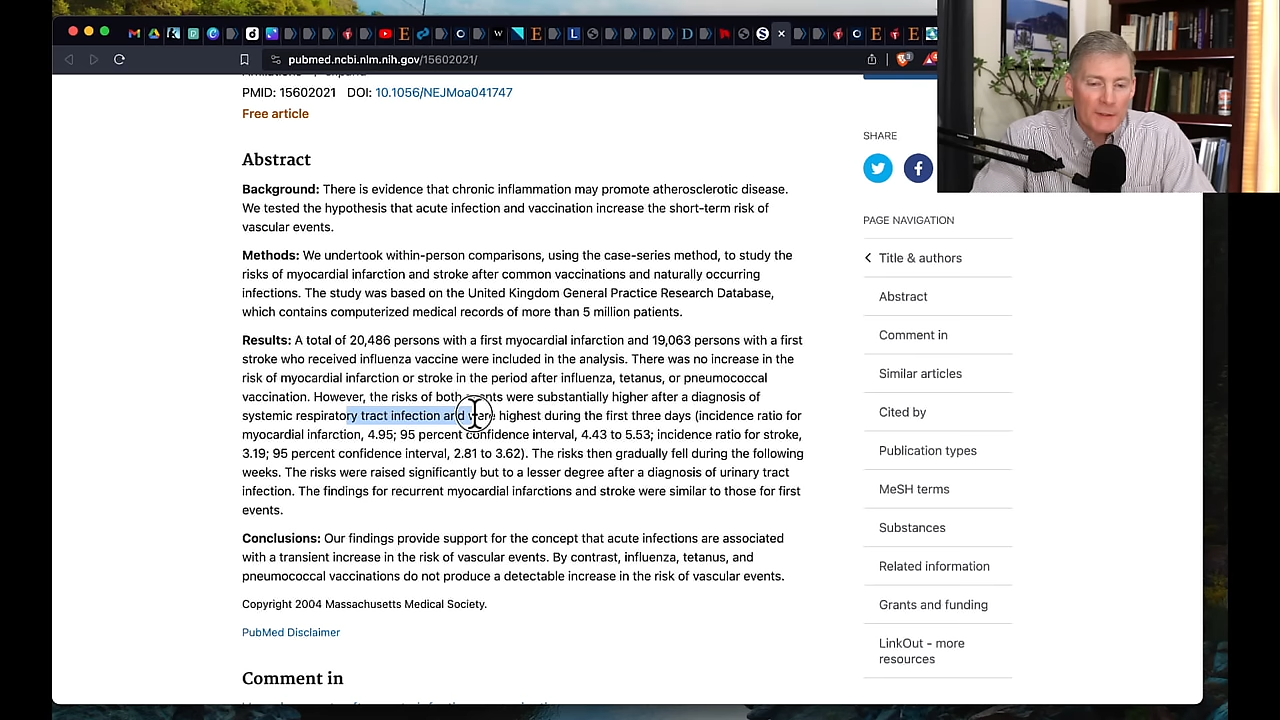 pubmed.ncbi.nlm.nih.gov/15602021/
PMID: 15602021 DOI: 10.1056/NEJMoa041747
Free article
Abstract
Background: There is evidence that chronic inflammation may promote atherosclerotic disease.
We tested the hypothesis that acute infection and vaccination increase the short-term risk of
vascular events.
Methods: We undertook within-person comparisons, using the case-series method, to study the
risks of myocardial infarction and stroke after common vaccinations and naturally occurring
infections. The study was based on the United Kingdom General Practice Research Database,
which contains computerized medical records of more than 5 million patients.
Results: A total of 20,486 persons with a first myocardial infarction and 19,063 persons with a first
stroke who received influenza vaccine were included in the analysis. There was no increase in the
risk of myocardial infarction or stroke in the period after influenza, tetanus, or pneumococcal
vaccination. However, the risks of both events were substantially higher after a diagnosis of
systemic respiratory tract infection and were highest during the first three days (incidence ratio for
myocardial infarction, 4.95; 95 percent confidence interval, 4.43 to 5.53; incidence ratio for stroke,
3.19; 95 percent confidence interval, 2.81 to 3.62). The risks then gradually fell during the following
weeks. The risks were raised significantly but to a lesser degree after a diagnosis of urinary tract
infection. The findings for recurrent myocardial infarctions and stroke were similar to those for first
events.
Conclusions: Our findings provide support for the concept that acute infections are associated
with a transient increase in the risk of vascular events. By contrast, influenza, tetanus, and
pneumococcal vaccinations do not produce a detectable increase in the risk of vascular events.
Copyright 2004 Massachusetts Medical Society.
PubMed Disclaimer
Comment in
SHARE
PAGE NAVIGATION
Title & authors
Abstract
Comment in
Similar articles
Cited by
Publication types
MeSH terms
Substances
Related information
Grants and funding
LinkOut - more
resources